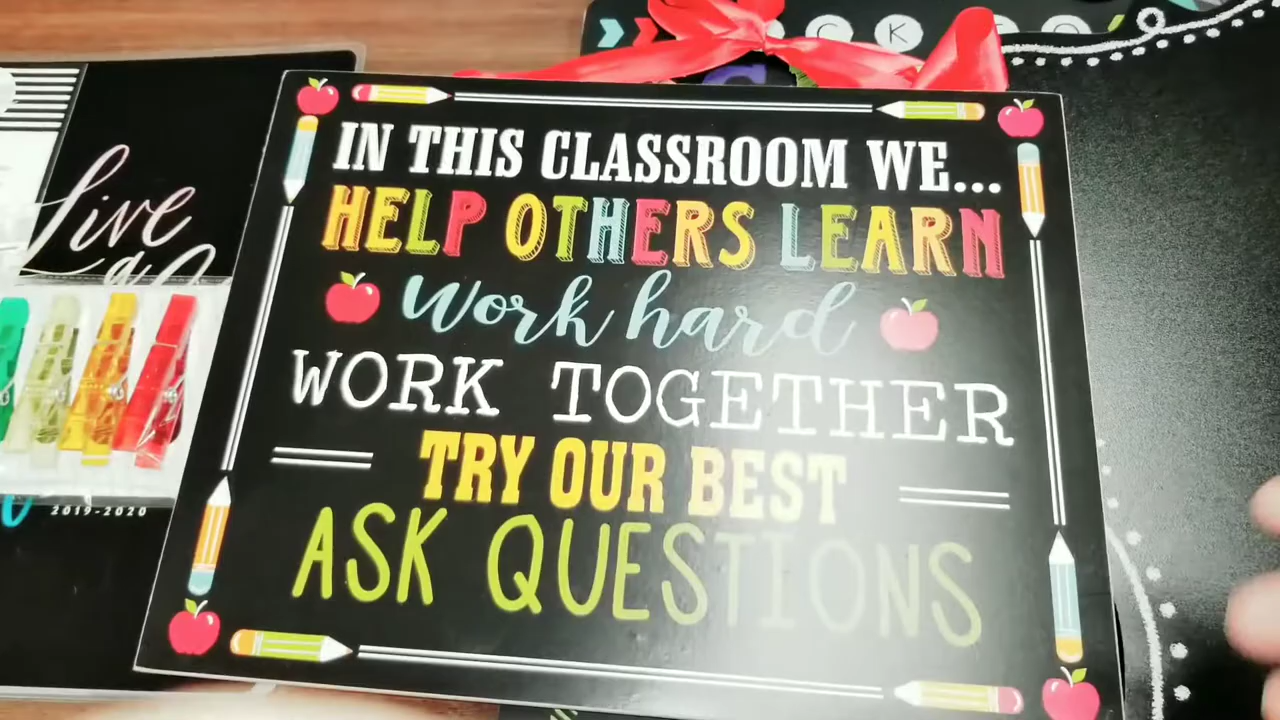 C K
IN THIS CLASSROOM WE...
HELP OTHERS LEARN
Work hard
WORK TOGETHER
TRY OUR BEST
ASK QUESTIONS
live
2019-2020